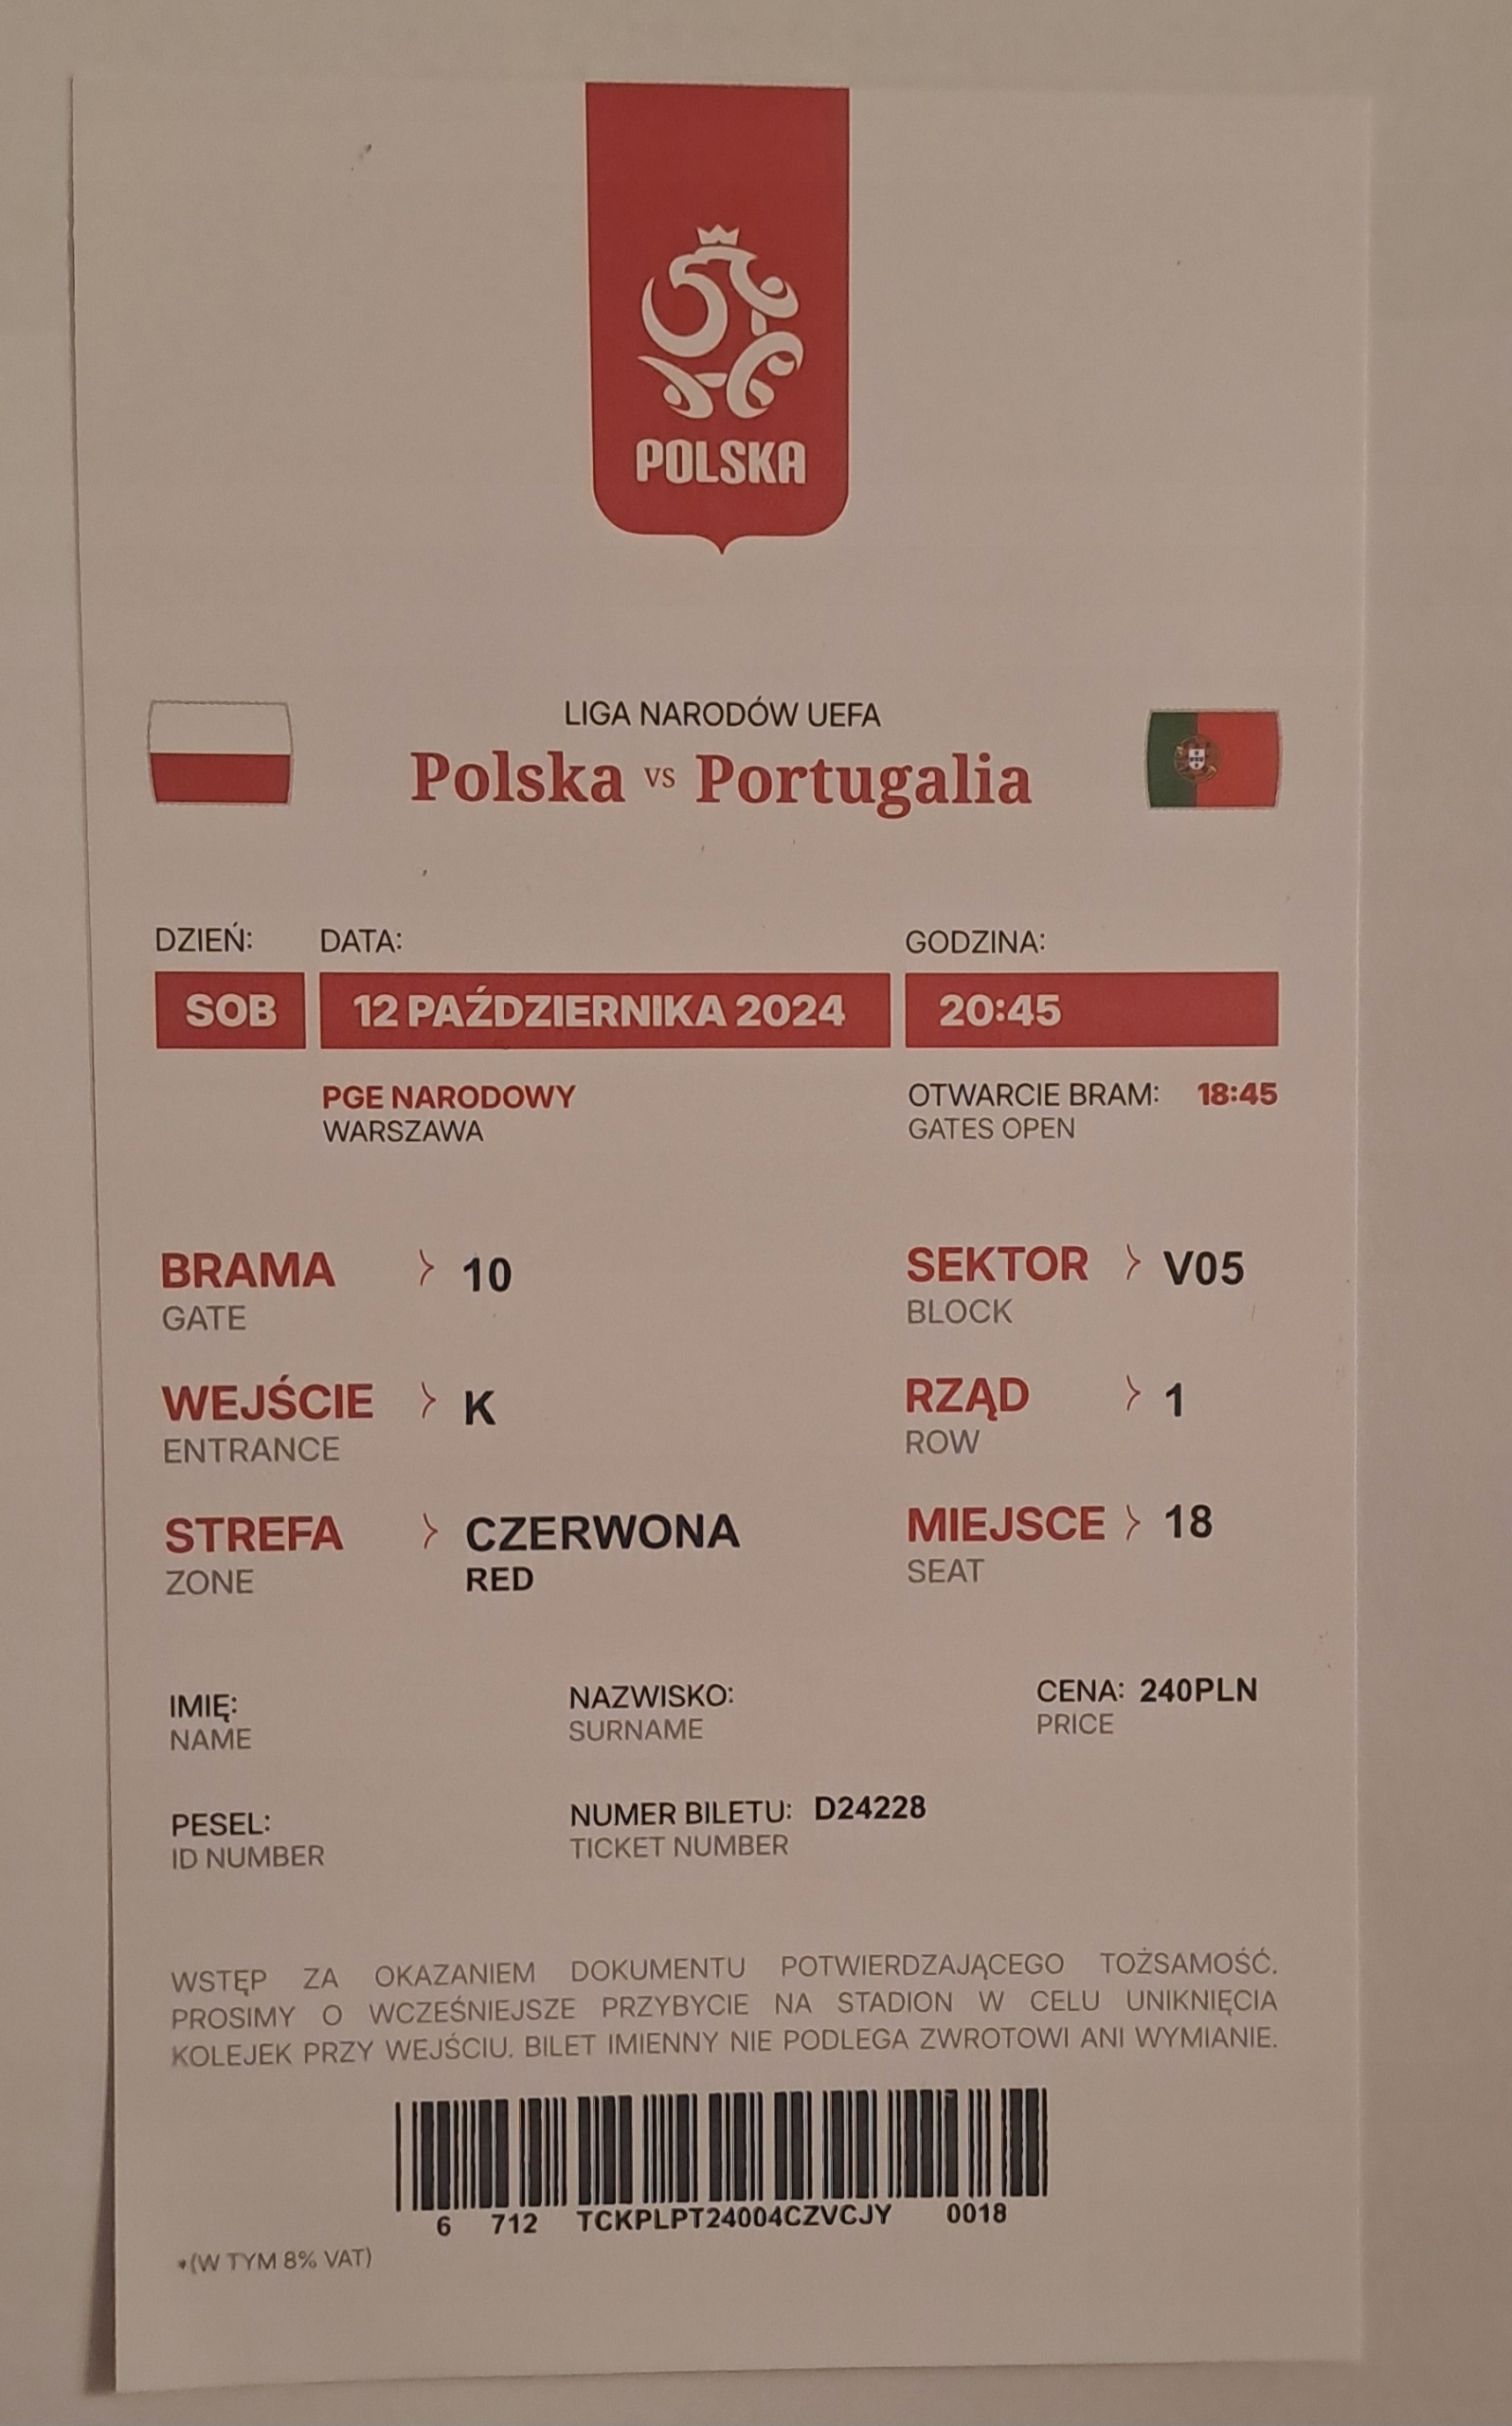 POLSKA
LIGA NARODÓW UEFA
Polska vs Portugalia
DZIEŃ: DATA: GODZINA:
SOB 12 PAŹDZIERNIKA 2024 20:45
PGE NARODOWY OTWARCIE BRAM: 18:45
WARSZAWA GATES OPEN
BRAMA 10 SEKTOR V05
GATE BLOCK
WEJŚCIE K RZĄD 1
ENTRANCE ROW
STREFA CZERWONA MIEJSCE 18
ZONE RED SEAT
IMIĘ: NAZWISKO: CENA: 240PLN
NAME SURNAME PRICE
PESEL: NUMER BILETU: D24228
ID NUMBER TICKET NUMBER
WSTĘP ZA OKAZANIEM DOKUMENTU POTWIERDZAJĄCEGO TOŻSAMOŚĆ.
PROSIMY O WCZEŚNIEJSZE PRZYBYCIE NA STADION W CELU UNIKNIĘCIA
KOLEJEK PRZY WEJŚCIU. BILET IMIENNY NIE PODLEGA ZWROTOWI ANI WYMIANIE.
6 712 TCKPLPT24004CZVCJY 0018
*(W TYM 8% VAT)